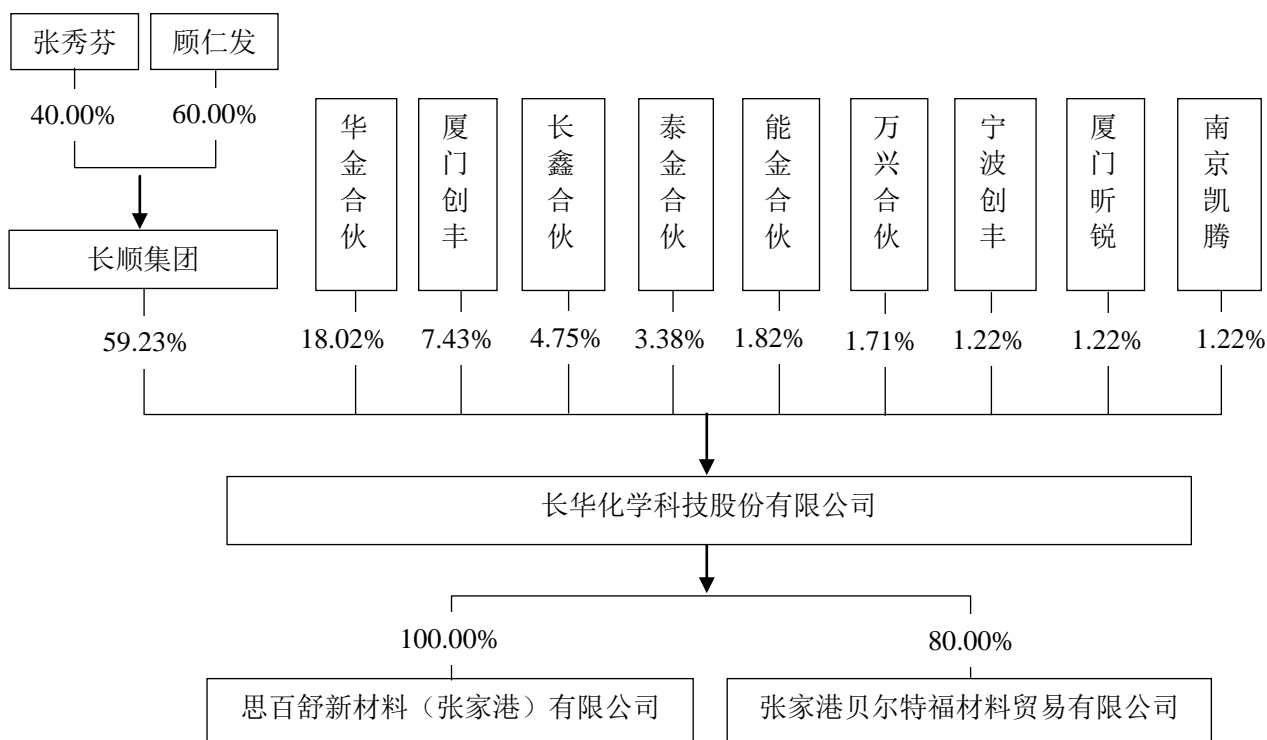 张秀芬
顾仁发
40.00%
60.00%
长顺集团
华金合伙
厦门创丰
长鑫合伙
泰金合伙
能金合伙
万兴合伙
宁波创丰
厦门昕锐
南京凯腾
59.23%
18.02%
7.43%
4.75%
3.38%
1.82%
1.71%
1.22%
1.22%
1.22%
长华化学科技股份有限公司
100.00%
80.00%
思百舒新材料（张家港）有限公司
张家港贝尔特福材料贸易有限公司